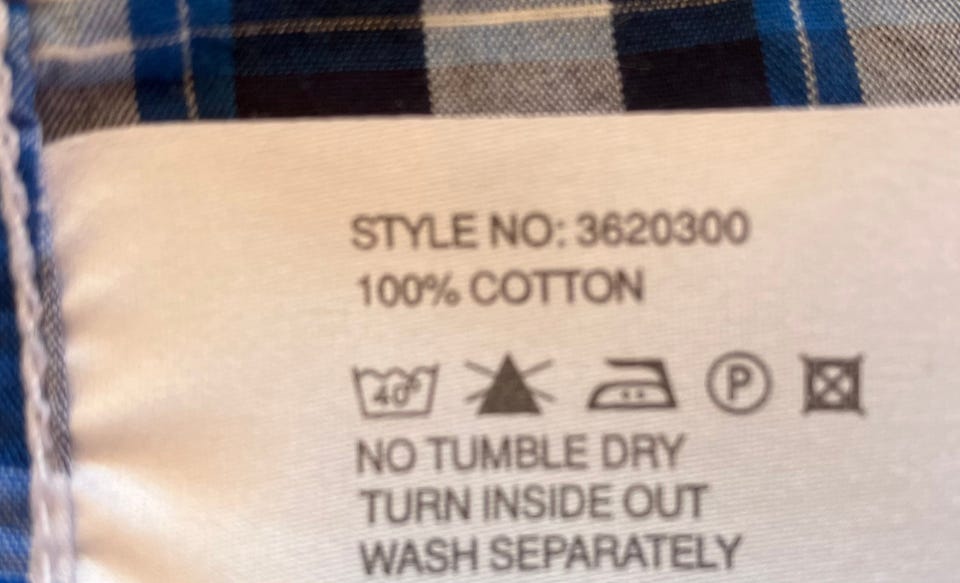 STYLE NO: 3620300
100% COTTON
40° P
NO TUMBLE DRY
TURN INSIDE OUT
WASH SEPARATELY